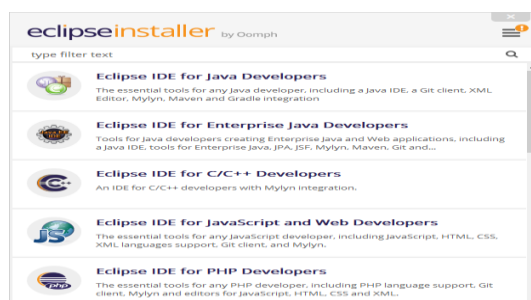 eclipseinstaller by Oomph
type filter text
Eclipse IDE for Java Developers
The essential tools for any Java developer, including a Java IDE, a Git client, XML
Editor, Mylyn, Maven and Gradle integration
Eclipse IDE for Enterprise Java Developers
Tools for Java developers creating Enterprise Java and Web applications, including
a Java IDE, tools for Enterprise Java, JPA, JSF, Mylyn, Maven, Git and...
Eclipse IDE for C/C++ Developers
An IDE for C/C++ developers with Mylyn integration.
Eclipse IDE for JavaScript and Web Developers
The essential tools for any JavaScript developer, including JavaScript, HTML, CSS,
XML languages support, Git client, and Mylyn.
Eclipse IDE for PHP Developers
The essential tools for any PHP developer, including PHP language support, Git
client, Mylyn and editors for JavaScript, HTML, CSS and XML.